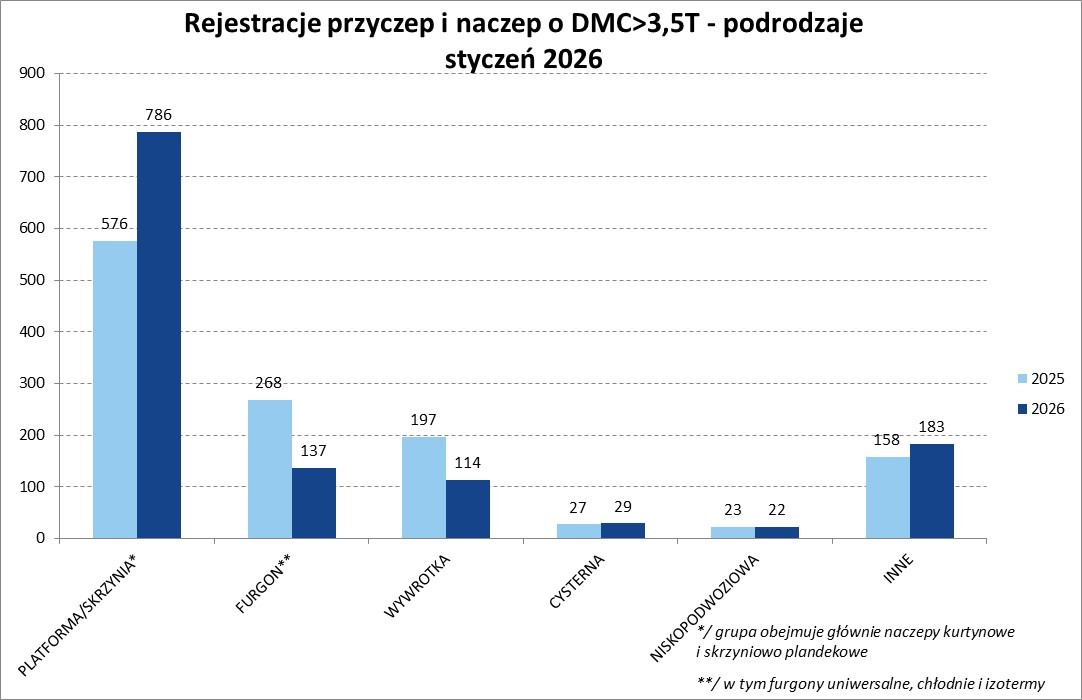 Rejestracje przyczep i naczep o DMC>3,5T - podrodzaje
styczeń 2026
900
800
700
600
500
400
300
200
100
0
576
786
268
137
197
114
27
29
23
22
158
183
PLATFORMA/SKRZYNIA*
FURGON**
WYWROTKA
CYSTERNA
NISKOPODWOZIOWA
INNE
2025
2026
*/ grupa obejmuje głównie naczepy kurtynowe
i skrzyniowo plandekowe
**/ w tym furgony uniwersalne, chłodnie i izotermy